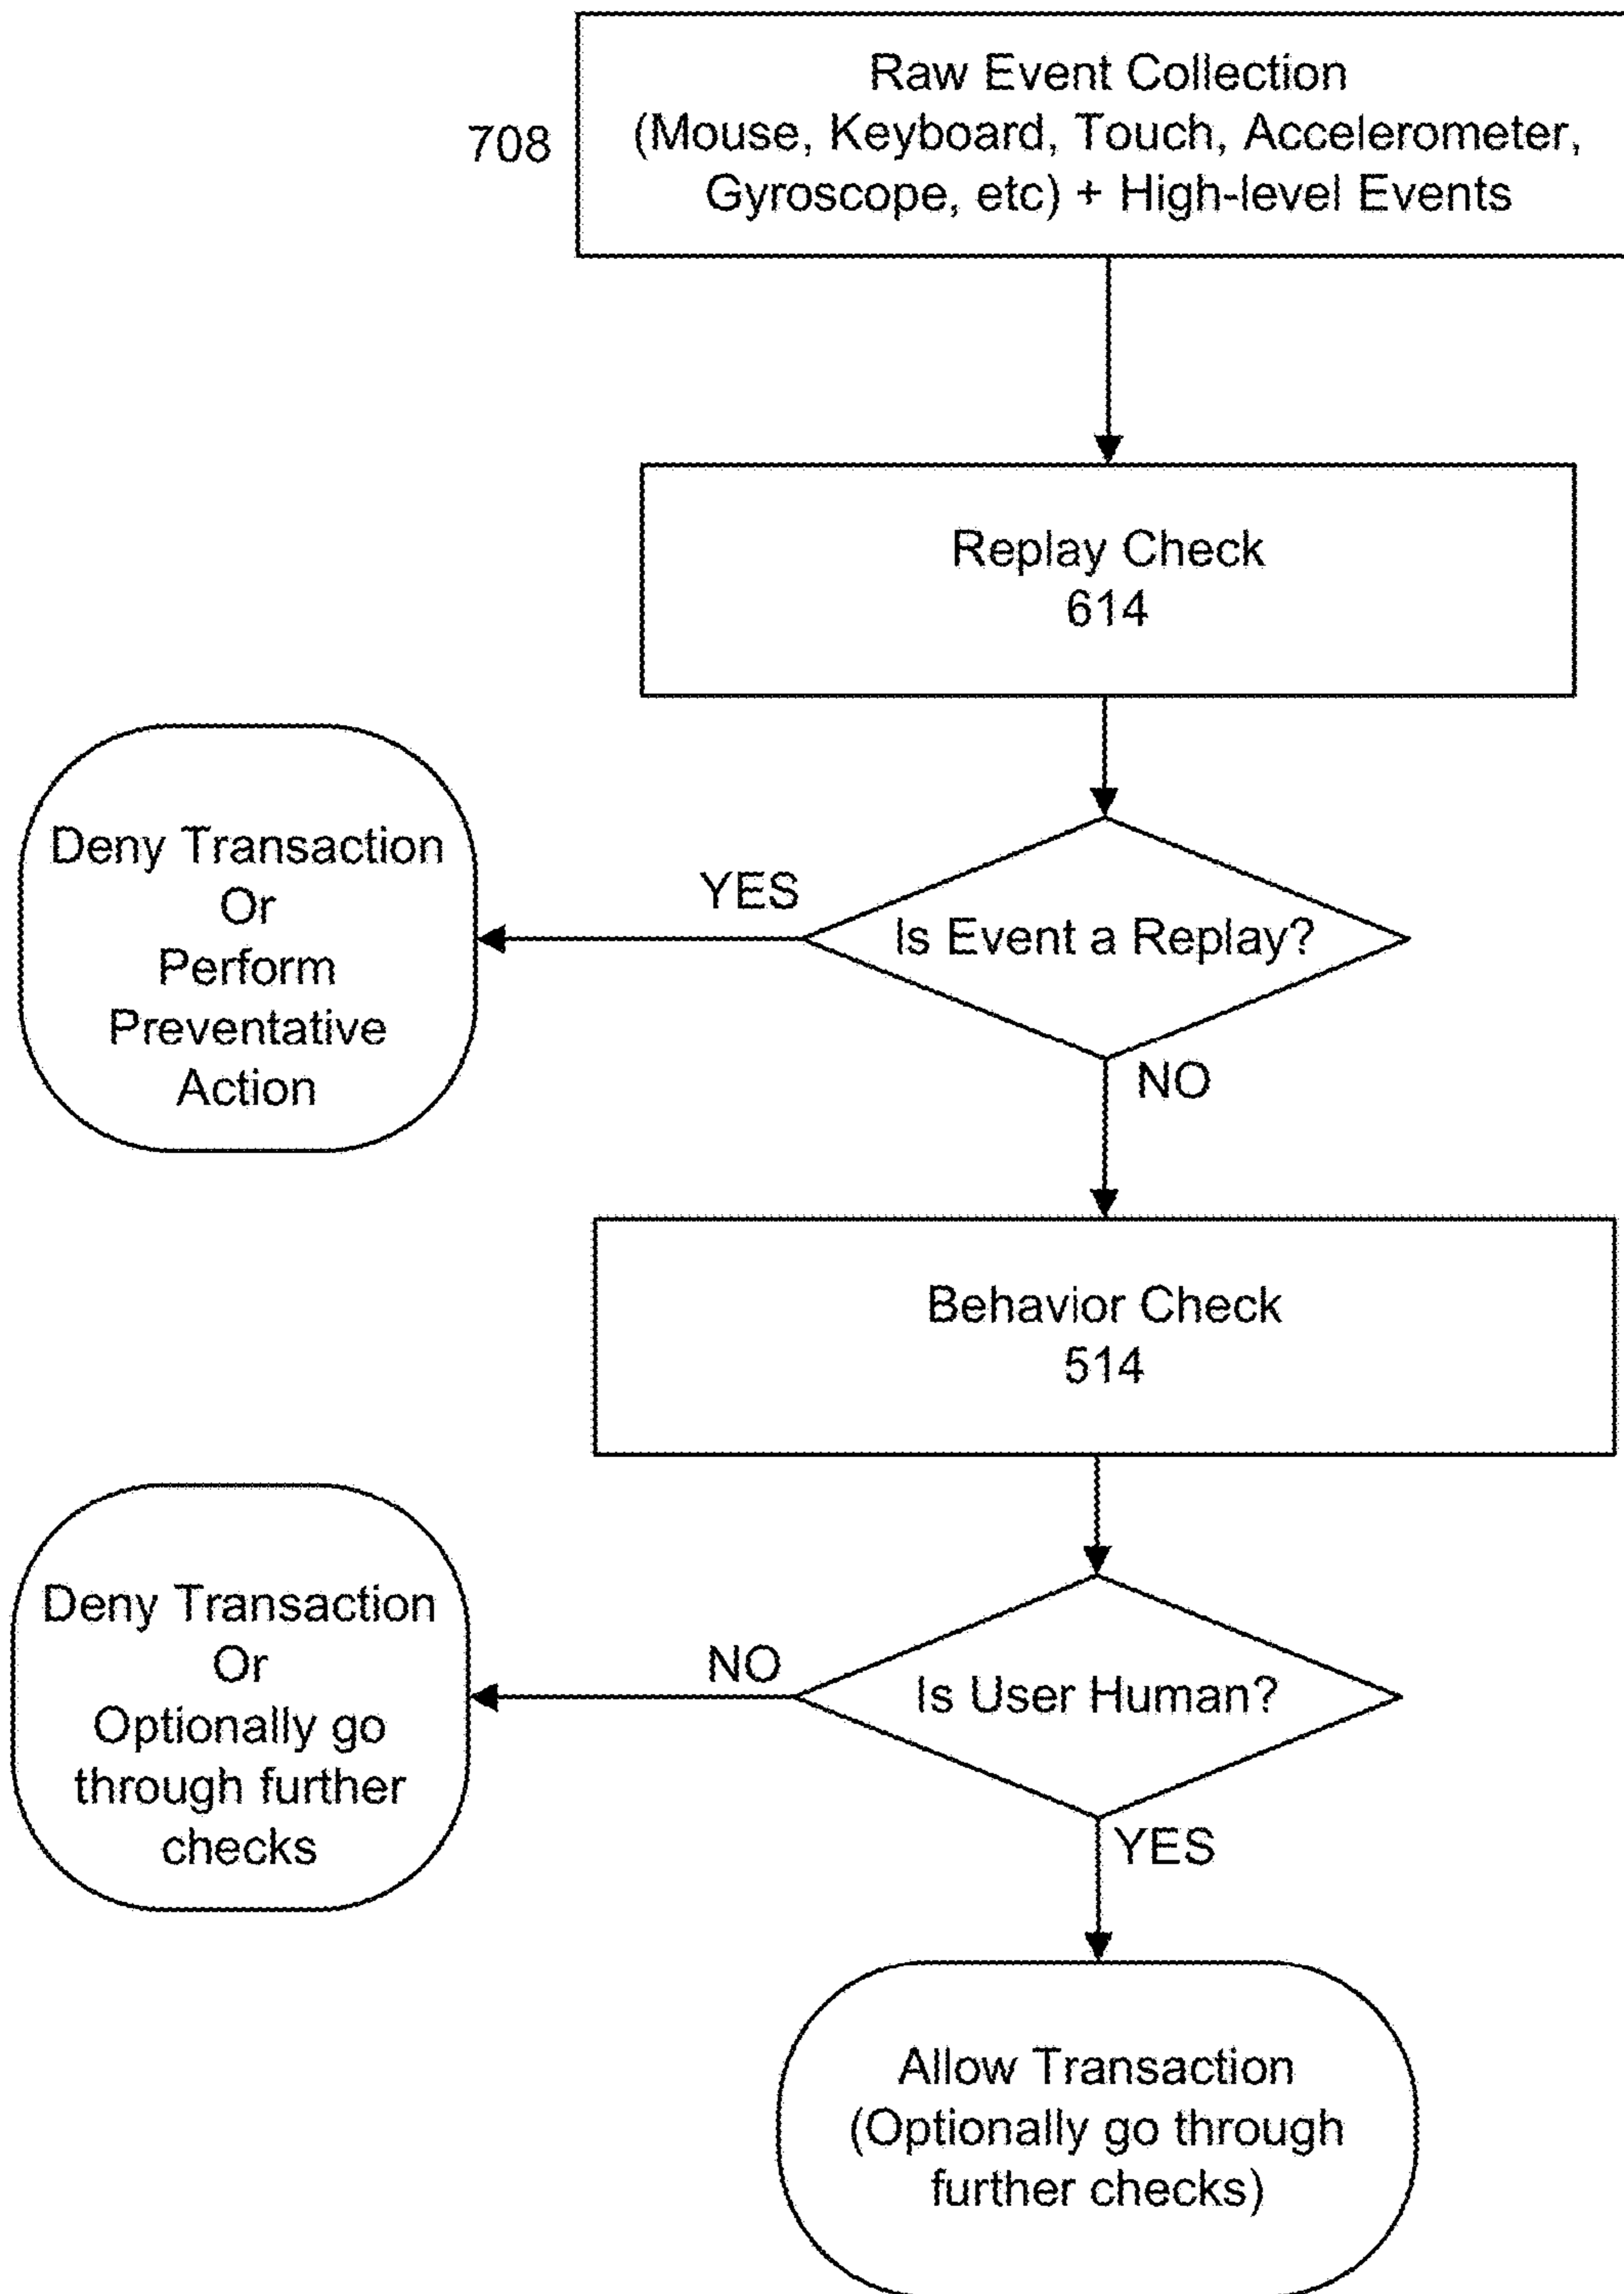 Raw Event Collection
708
(Mouse, Keyboard, Touch, Accelerometer,
Gyroscope, etc) + High-level Events
Replay Check
614
Is Event a Replay?
YES
Deny Transaction
Or
Perform
Preventative
Action
NO
Behavior Check
514
Is User Human?
NO
Deny Transaction
Or
Optionally go
through further
checks
YES
Allow Transaction
(Optionally go through
further checks)